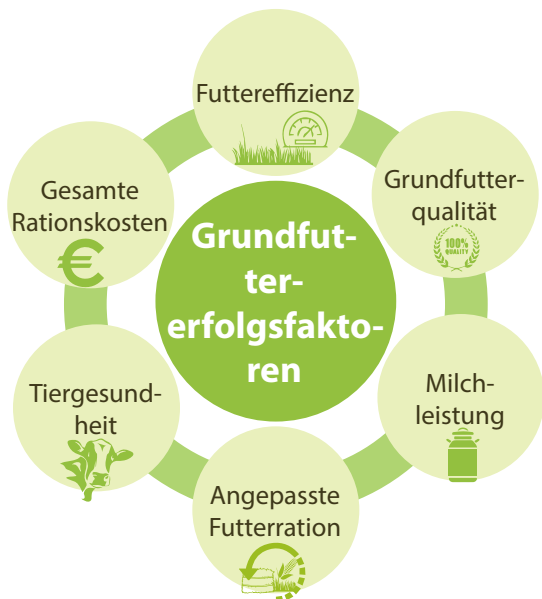 Futtereffizienz
Grundfutter-
qualität
100%
QUALITY
Milch-
leistung
Angepasste
Futterration
Tiergesund-
heit
Gesamte
Rationskosten
€
Grundfut-
ter-
erfolgsfakto-
ren